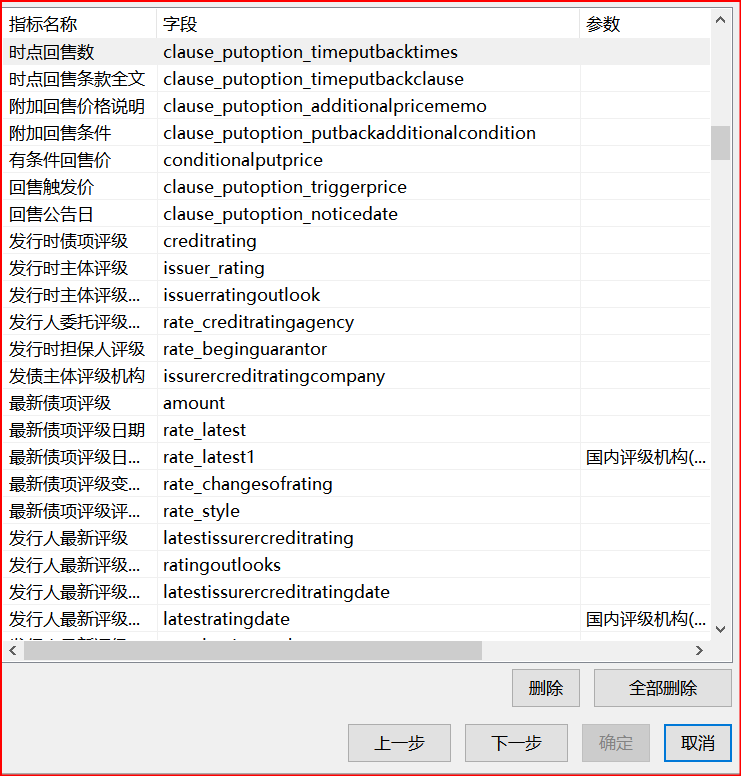 指标名称 字段 参数
时点回售数 clause_putoption_timeputbacktimes
时点回售条款全文 clause_putoption_timeputbackclause
附加回售价格说明 clause_putoption_additionalpricememo
附加回售条件 clause_putoption_putbackadditionalcondition
有条件回售价 conditionalputprice
回售触发价 clause_putoption_triggerprice
回售公告日 clause_putoption_noticedate
发行时债项评级 creditrating
发行时主体评级 issuer_rating
发行时主体评级... issuerratingoutlook
发行人委托评级... rate_creditratingagency
发行时担保人评级 rate_beginguarantor
发债主体评级机构 issurercreditratingcompany
最新债项评级 amount
最新债项评级日期 rate_latest
最新债项评级日... rate_latest1 国内评级机构(...
最新债项评级变... rate_changesofrating
最新债项评级评... rate_style
发行人最新评级 latestissurercreditrating
发行人最新评级... ratingoutlooks
发行人最新评级... latestissurercreditratingdate
发行人最新评级... latestratingdate 国内评级机构(...
删除 全部删除
上一步 下一步 确定 取消